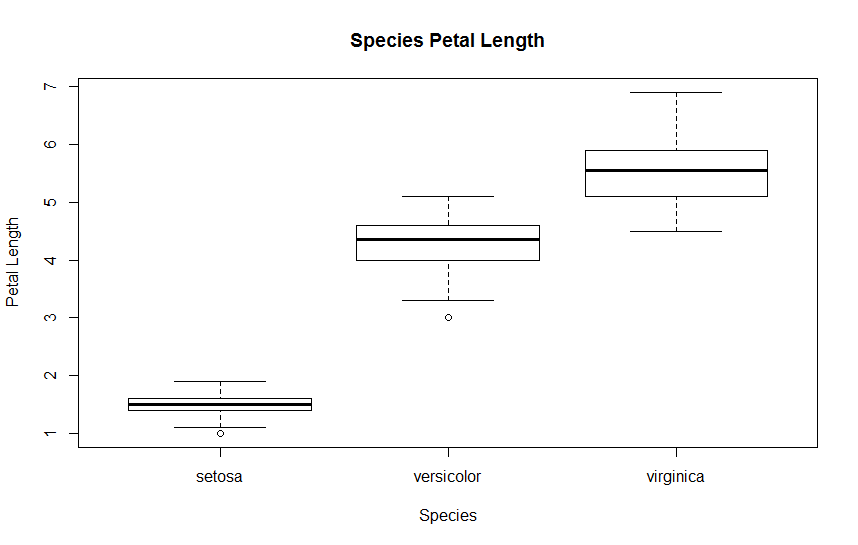 Species Petal Length
Petal Length
7
6
5
4
3
2
1
setosa versicolor virginica
Species